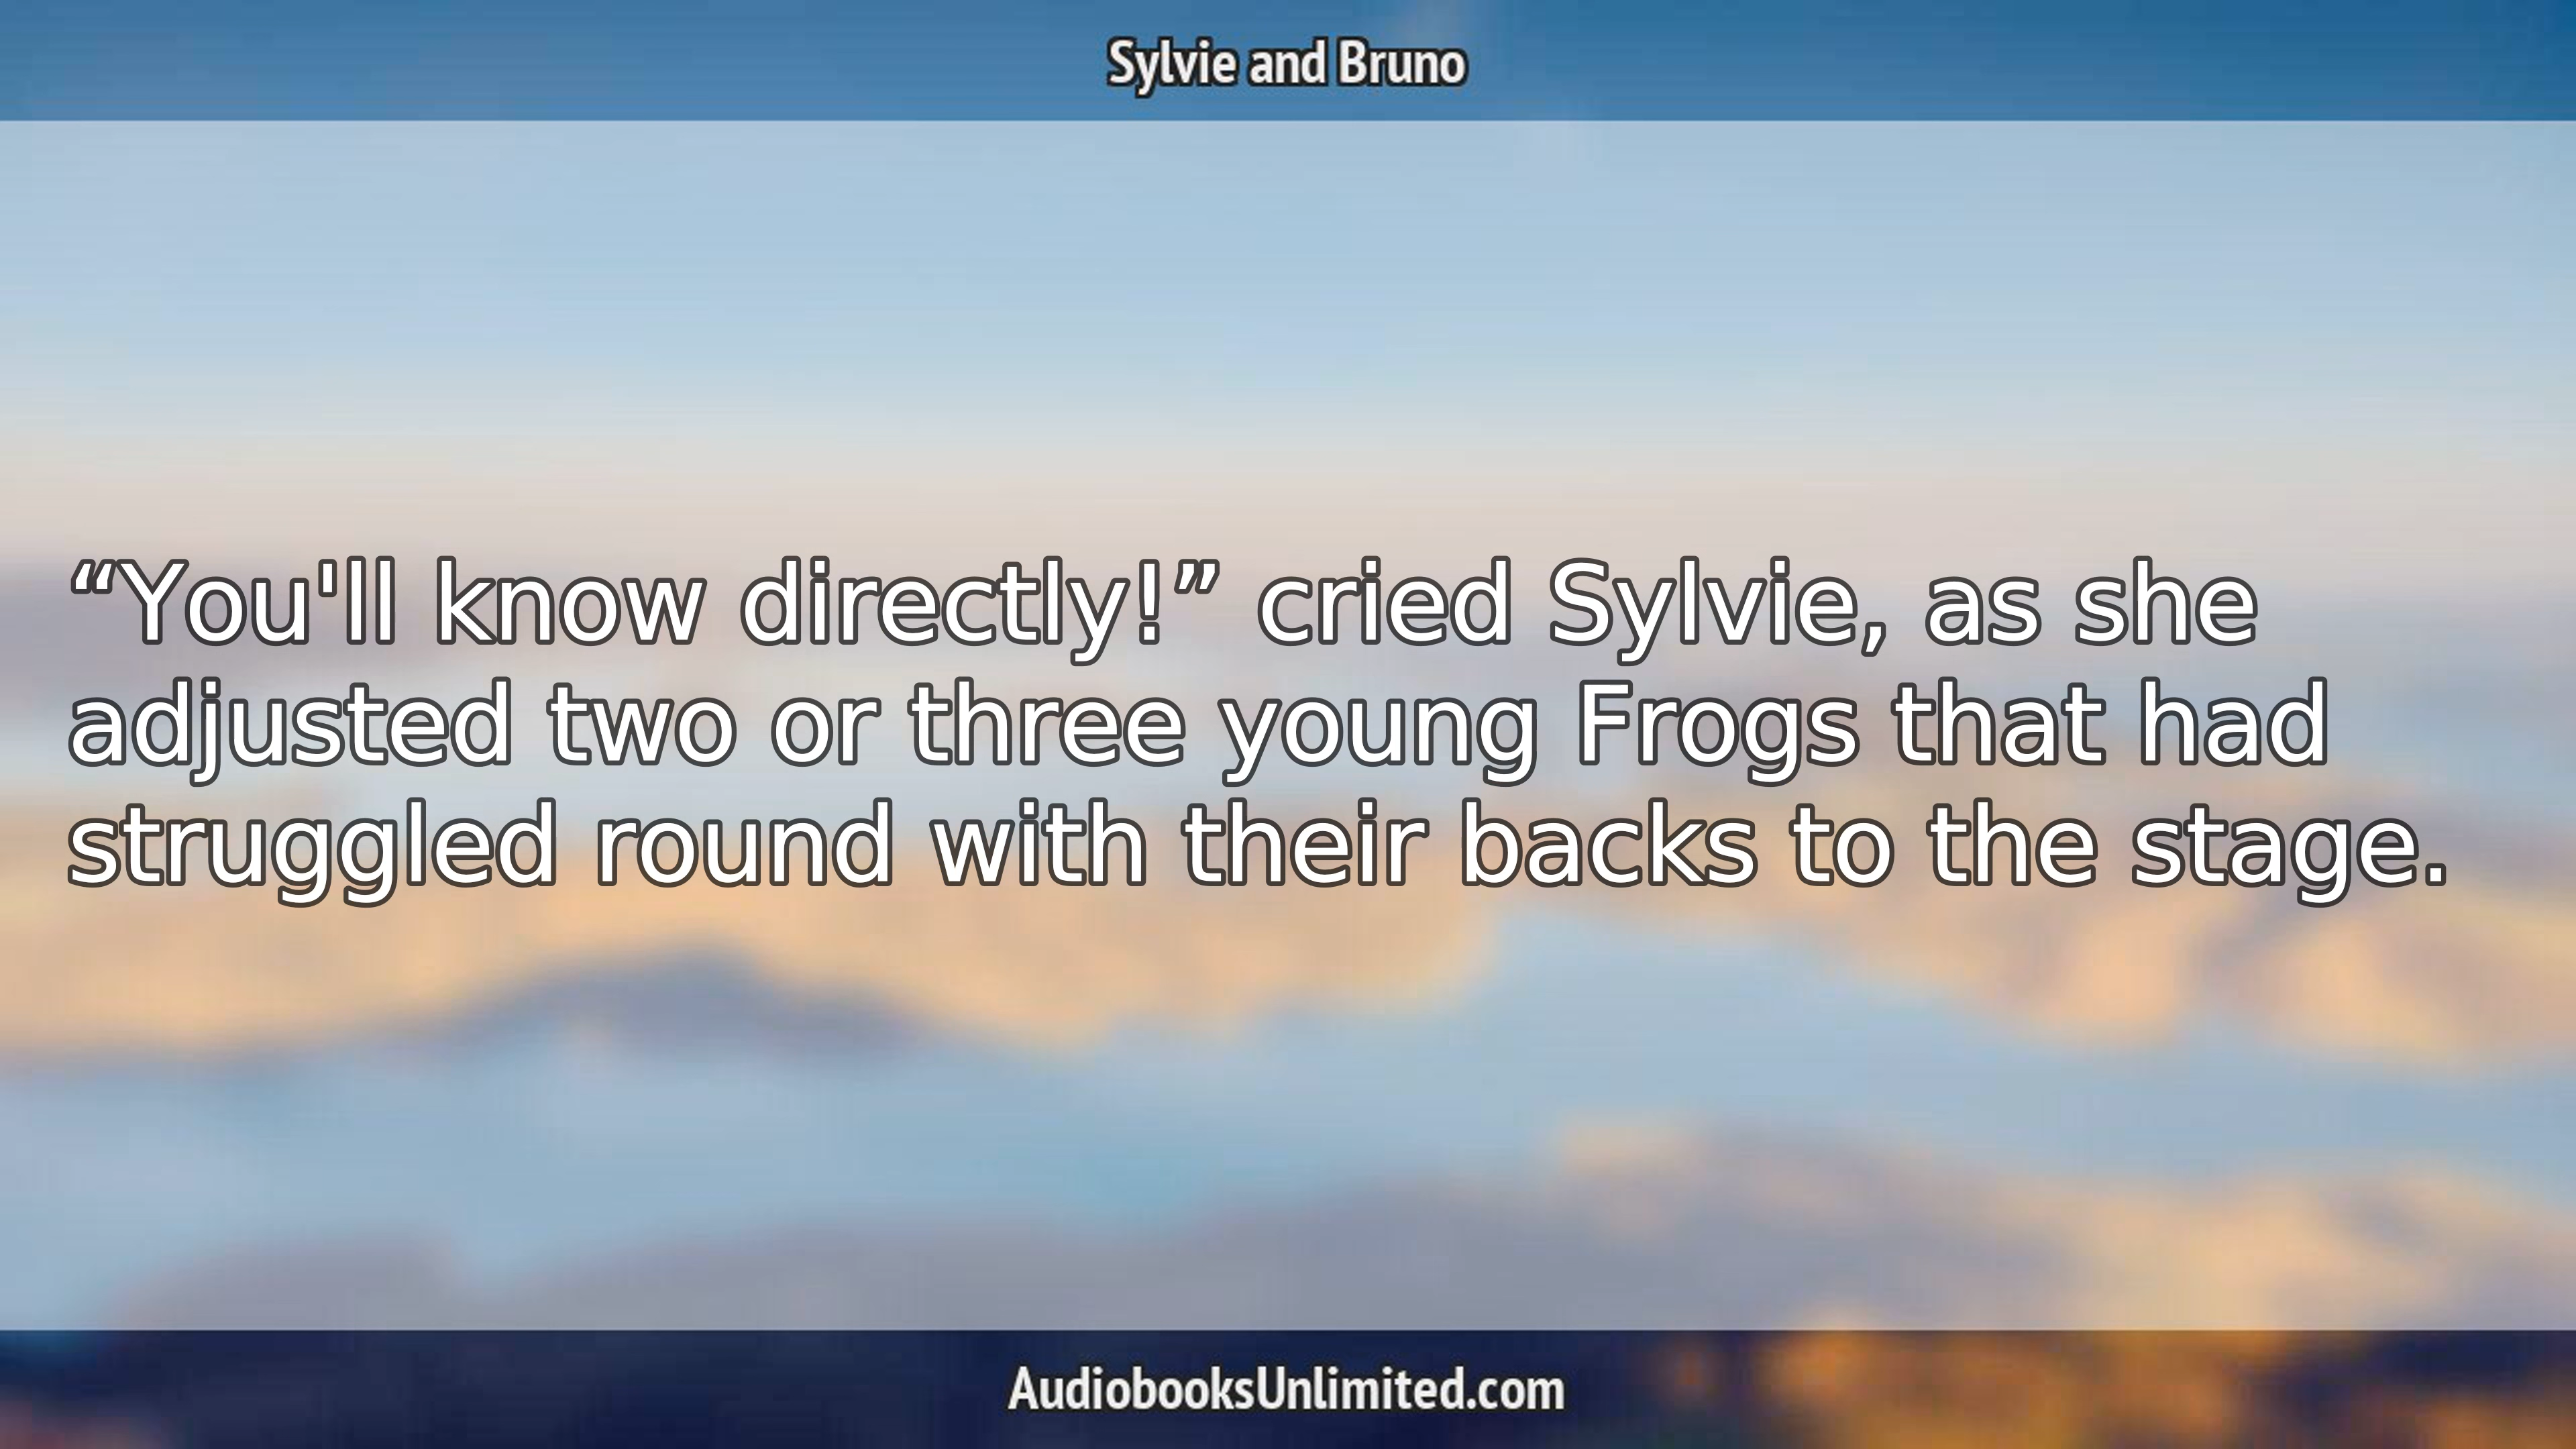 Sylvie and Bruno
“You'll know directly!” cried Sylvie, as she
adjusted two or three young Frogs that had
struggled round with their backs to the stage.
AudiobooksUnlimited.com